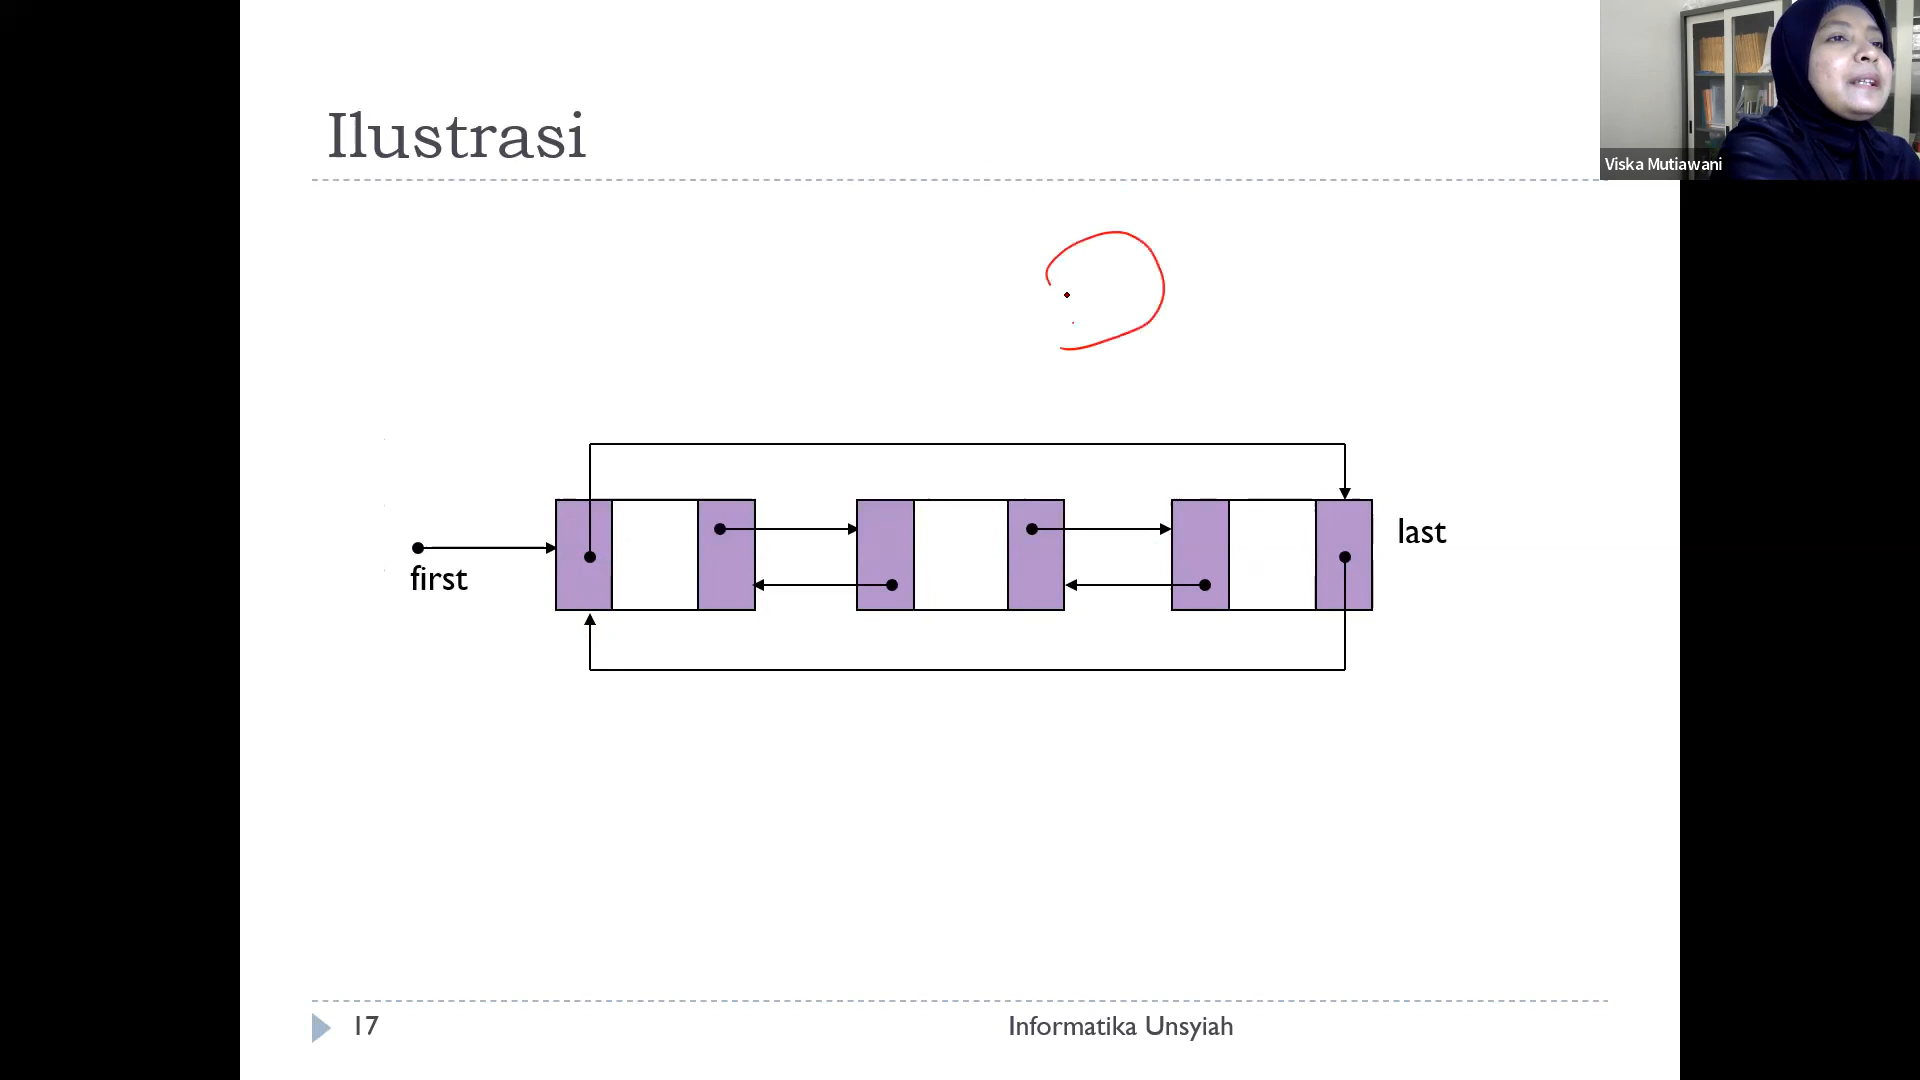 Ilustrasi
Viska Mutiawani
first
last
17
Informatika Unsyiah